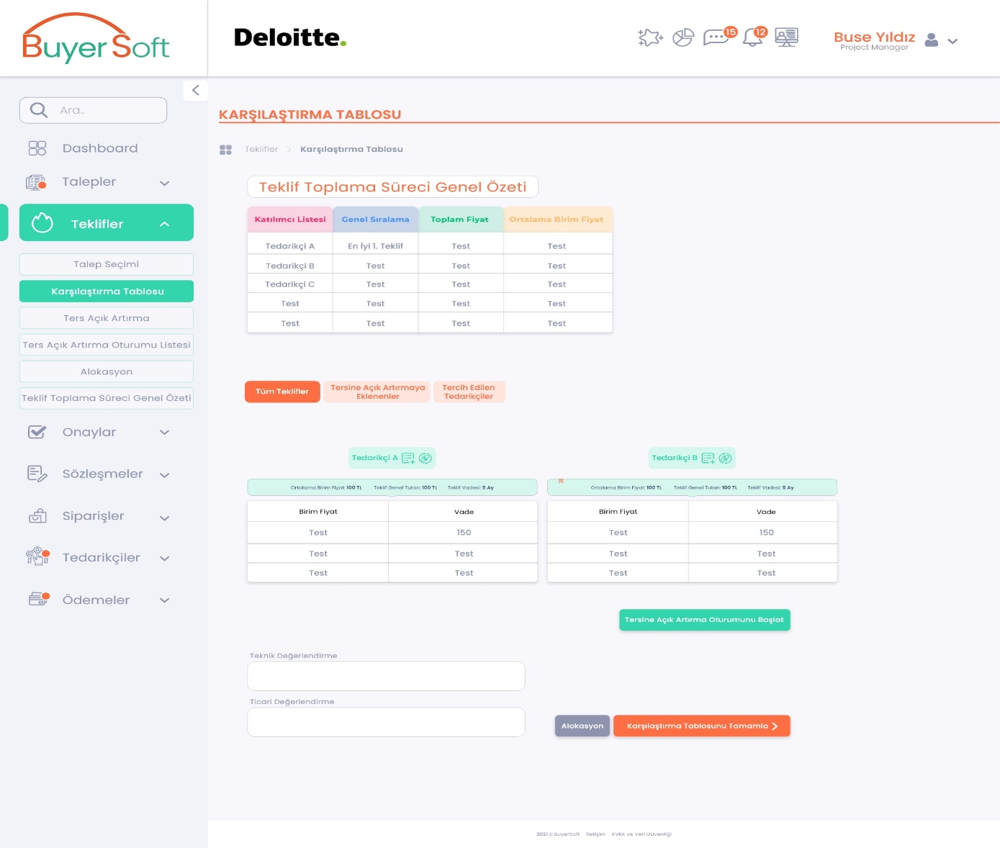 BuyerSoft
Deloitte.
15
12
Buse Yıldız
Project Manager
Ara..
Dashboard
Talepler
Teklifler
Talep Seçimi
Karşılaştırma Tablosu
Ters Açık Artırma
Ters Açık Artırma Oturumu Listesi
Alokasyon
Teklif Toplama Süreci Genel Özeti
Onaylar
Sözleşmeler
Siparişler
Tedarikçiler
Ödemeler
KARŞILAŞTIRMA TABLOSU
Teklifler > Karşılaştırma Tablosu
Teklif Toplama Süreci Genel Özeti
Katılımcı Listesi Genel Sıralama Toplam Fiyat Ortalama Birim Fiyat
Tedarikçi A En İyi 1. Teklif Test Test
Tedarikçi B Test Test Test
Tedarikçi C Test Test Test
Test Test Test Test
Test Test Test Test
Tüm Teklifler
Tersine Açık Artırmaya
Eklenenler
Tercih Edilen
Tedarikçiler
Tedarikçi A
Ortalama Birim Fiyat: 100 TL Teklif Genel Tutarı: 100 TL Teklif Vadesi: 5 Ay
Birim Fiyat Vade
Test 150
Test Test
Test Test
Tedarikçi B
Ortalama Birim Fiyat: 100 TL Teklif Genel Tutarı: 100 TL Teklif Vadesi: 5 Ay
Birim Fiyat Vade
Test 150
Test Test
Test Test
Tersine Açık Artırma Oturumunu Başlat
Teknik Değerlendirme
Ticari Değerlendirme
Alokasyon
Karşılaştırma Tablosunu Tamamla
2021 © BuyerSoft İletişim KVKK ve Veri Güvenliği